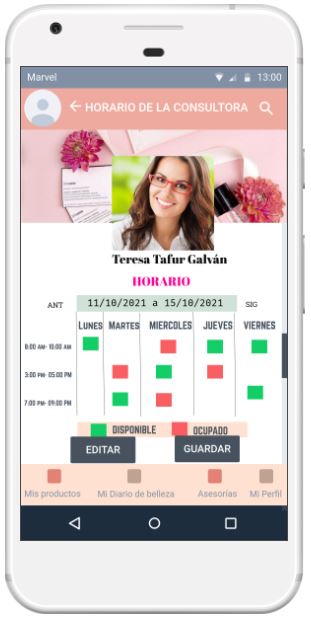 Marvel 13:00
HORARIO DE LA CONSULTORA
Teresa Tafur Galván
HORARIO
ANT 11/10/2021 a 15/10/2021 SIG
LUNES MARTES MIERCOLES JUEVES VIERNES
8:00 AM- 10:00 AM
3:00 PM- 05:00 PM
7:00 PM- 09:00 PM
DISPONIBLE OCUPADO
EDITAR GUARDAR
Mis productos Mi Diario de belleza Asesorías Mi Perfil